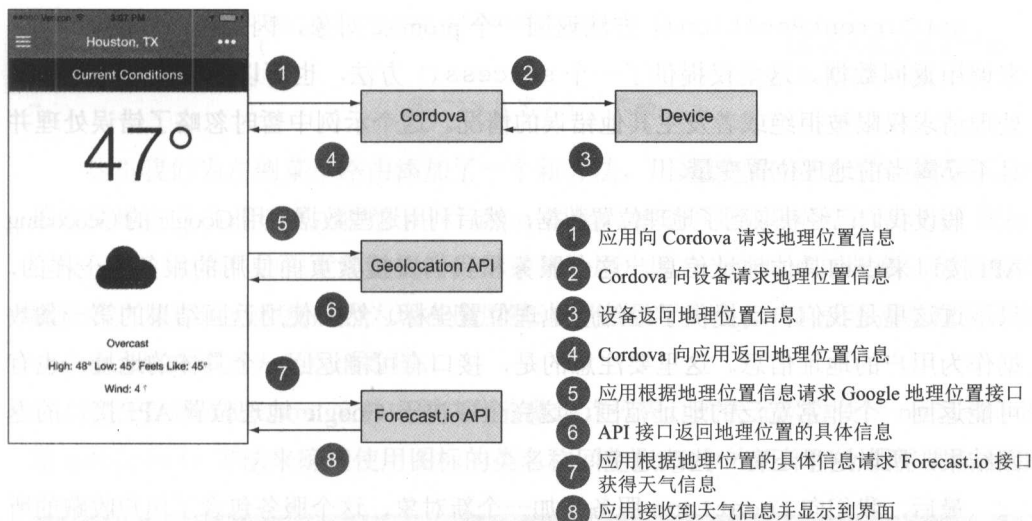 Verizon 5:07 PM
Houston, TX
Current Conditions
47°
Overcast
High: 48° Low: 45° Feels Like: 45°
Wind: 4 ↑
1
2
Cordova
Device
4
3
5
Geolocation API
6
7
Forecast.io API
8
1 应用向 Cordova 请求地理位置信息
2 Cordova 向设备请求地理位置信息
3 设备返回地理位置信息
4 Cordova 向应用返回地理位置信息
5 应用根据地理位置信息请求 Google 地理位置接口
6 API 接口返回地理位置的具体信息
7 应用根据地理位置的具体信息请求 Forecast.io 接口
获得天气信息
8 应用接收到天气信息并显示到界面